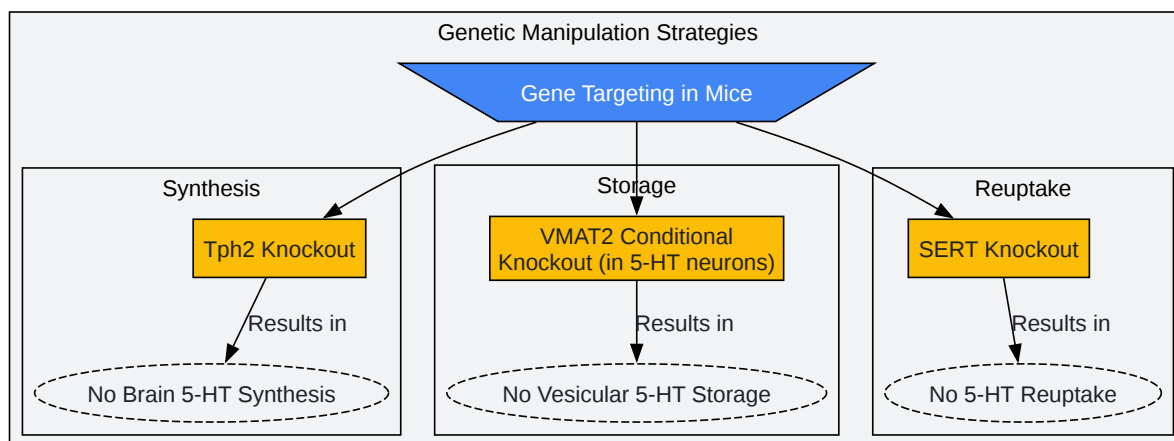 Genetic Manipulation Strategies
Gene Targeting in Mice
Synthesis
Storage
Reuptake
Tph2 Knockout
VMAT2 Conditional
Knockout (in 5-HT neurons)
SERT Knockout
Results in
Results in
Results in
No Brain 5-HT Synthesis
No Vesicular 5-HT Storage
No 5-HT Reuptake